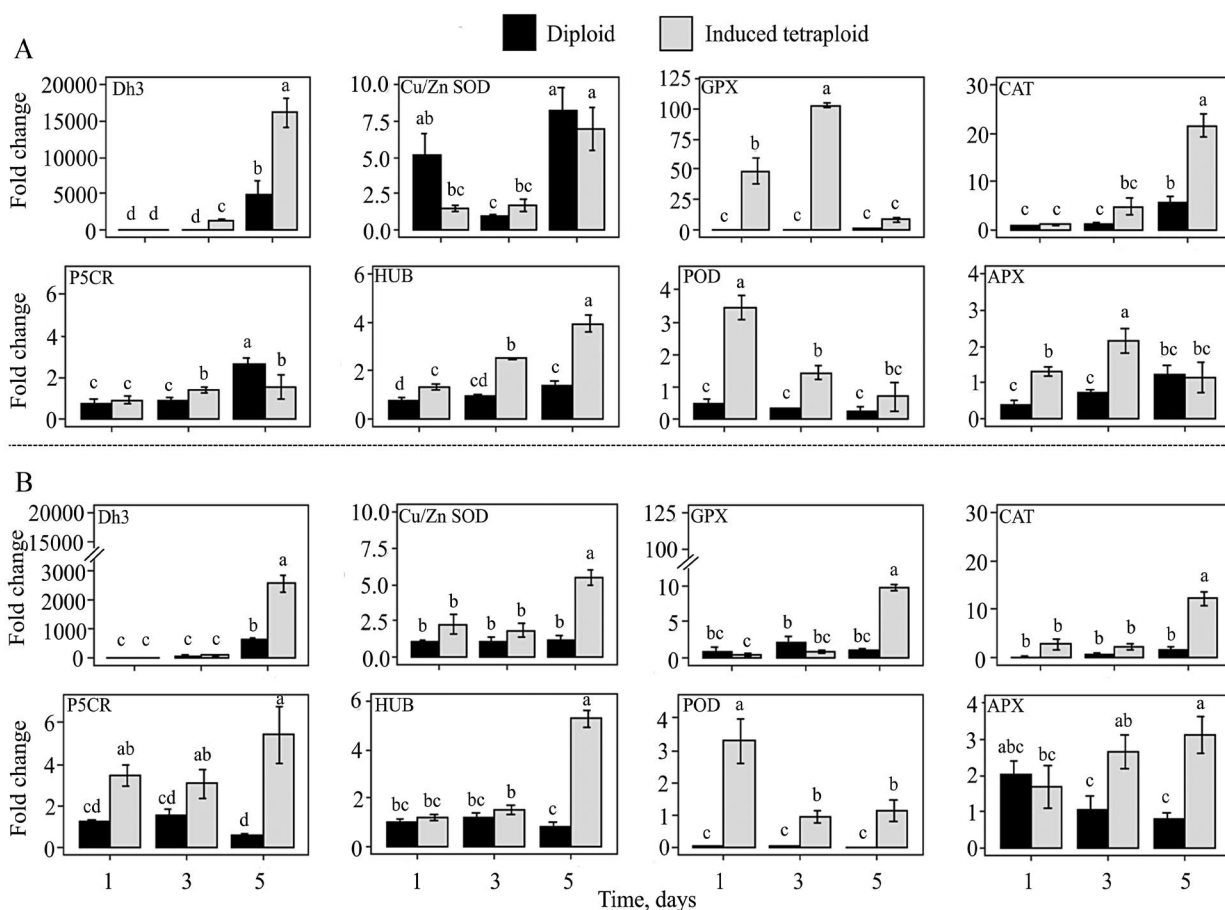 Diploid Induced tetraploid
A
Fold change
Dh3
20000
15000
10000
5000
0
d d d c b a
Cu/Zn SOD
10.0
7.5
5.0
2.5
0.0
ab bc c bc a a
GPX
125
100
75
50
25
0
c b c a c c
CAT
30
20
10
0
c c c bc b a
Fold change
P5CR
6
4
2
0
c c c b a b
HUB
6
4
2
0
d c cd b c a
POD
4
3
2
1
0
c a c b c bc
APX
4
3
2
1
0
c b c a bc bc
B
Fold change
Dh3
20000
15000
3000
2000
1000
0
c c c c b a
Cu/Zn SOD
10.0
7.5
5.0
2.5
0.0
b b b b b a
GPX
125
100
10
5
0
bc c b bc bc a
CAT
30
20
10
0
b b b b b a
Fold change
P5CR
6
4
2
0
cd ab cd ab d a
HUB
6
4
2
0
bc bc bc b c a
POD
4
3
2
1
0
c a c b c b
APX
4
3
2
1
0
abc bc c ab c a
1 3 5 1 3 5 1 3 5 1 3 5
Time, days